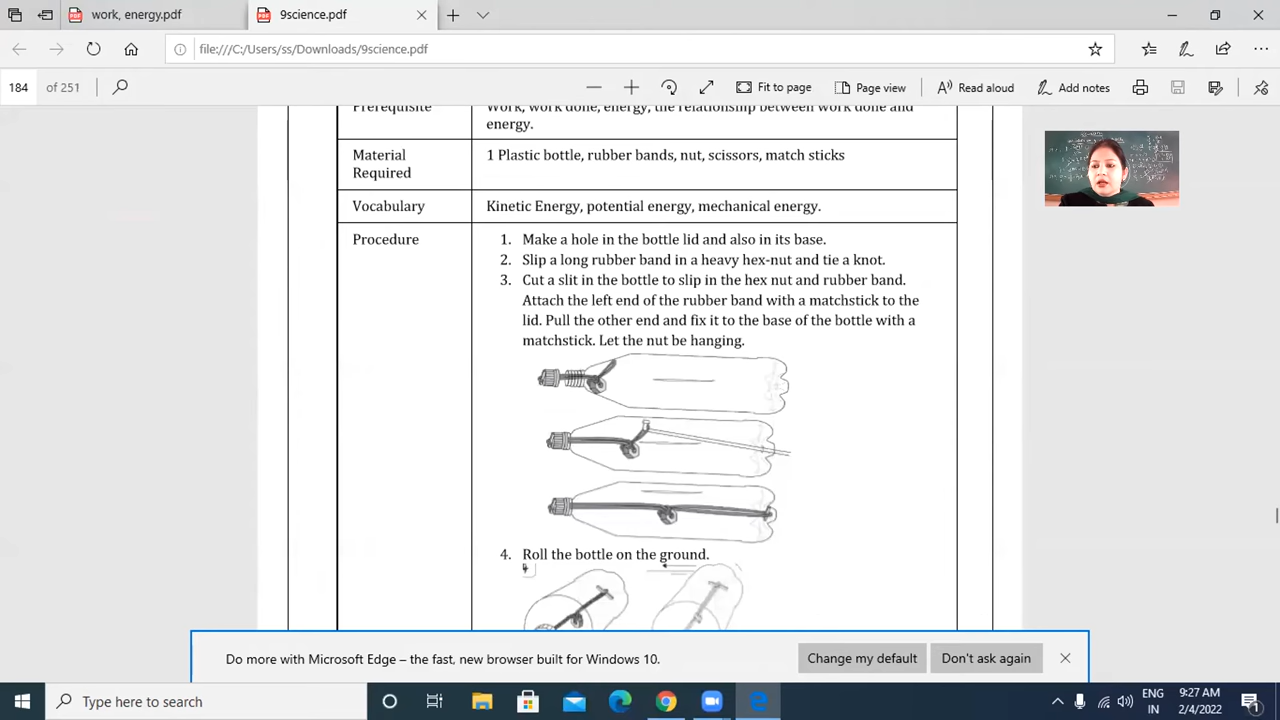 work, energy.pdf
9science.pdf
file:///C:/Users/ss/Downloads/9science.pdf
184 of 251
Fit to page
Page view
Read aloud
Add notes
Prerequisite
Work, work done, energy, the relationship between work done and
energy.
Material
Required
1 Plastic bottle, rubber bands, nut, scissors, match sticks
Vocabulary
Kinetic Energy, potential energy, mechanical energy.
Procedure
1. Make a hole in the bottle lid and also in its base.
2. Slip a long rubber band in a heavy hex-nut and tie a knot.
3. Cut a slit in the bottle to slip in the hex nut and rubber band.
Attach the left end of the rubber band with a matchstick to the
lid. Pull the other end and fix it to the base of the bottle with a
matchstick. Let the nut be hanging.
4. Roll the bottle on the ground.
Do more with Microsoft Edge – the fast, new browser built for Windows 10.
Change my default
Don't ask again
Type here to search
ENG
IN
9:27 AM
2/4/2022
1